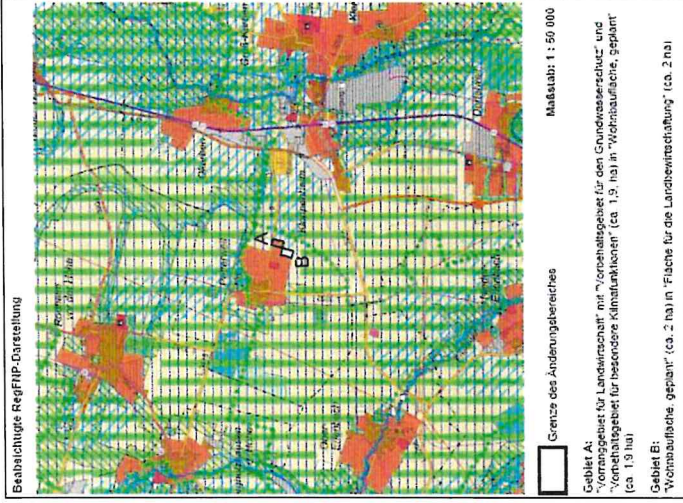 Beabsichtigte RegFNP-Darstellung
A
B
Grenze des Änderungsbereiches
Maßstab: 1 : 50 000
Gebiet A:
"Vorranggebiet für Landwirtschaft" mit "Vorbehaltsgebiet für den Grundwasserschutz" und
"Vorbehaltsgebiet für besondere Klimafunktionen" (ca. 1,9, ha) in "Wohnbaufläche, geplant"
(ca. 1,9 ha)
Gebiet B:
"Wohnbaufläche, geplant" (ca. 2 ha) in "Fläche für die Landbewirtschaftung" (ca. 2 ha)